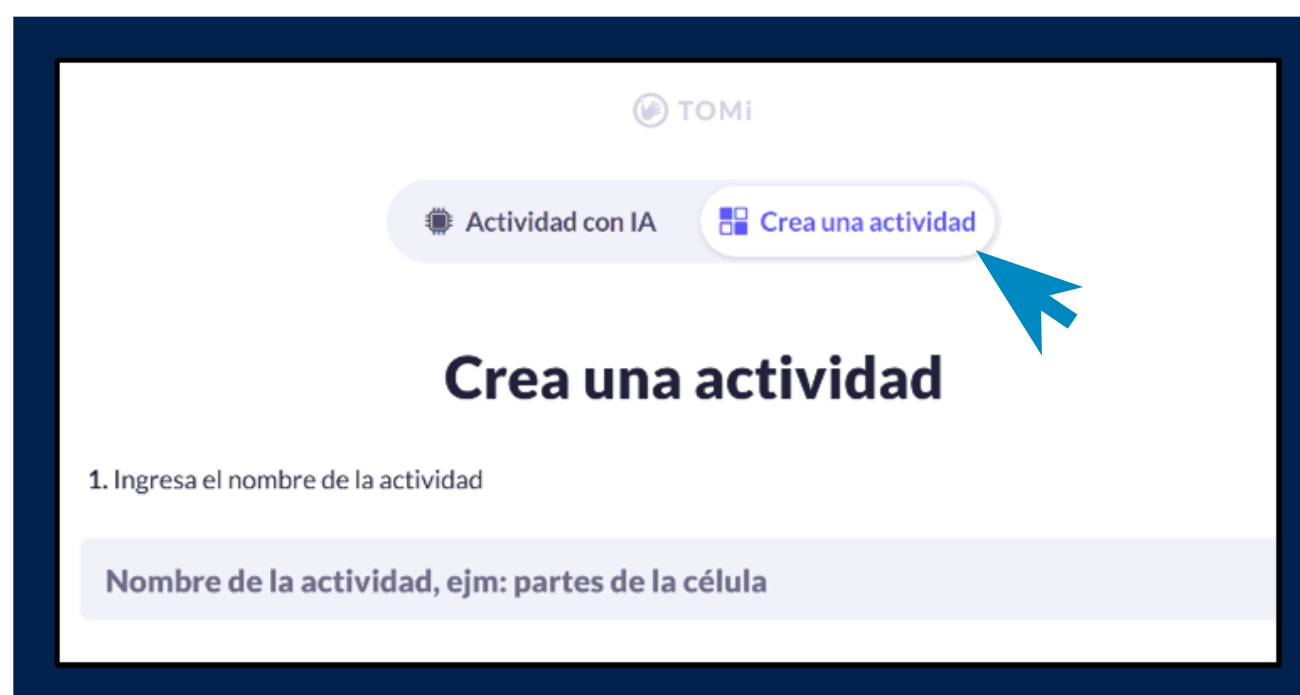 TOMi
Actividad con IA
Crea una actividad
Crea una actividad
1. Ingresa el nombre de la actividad
Nombre de la actividad, ejm: partes de la célula